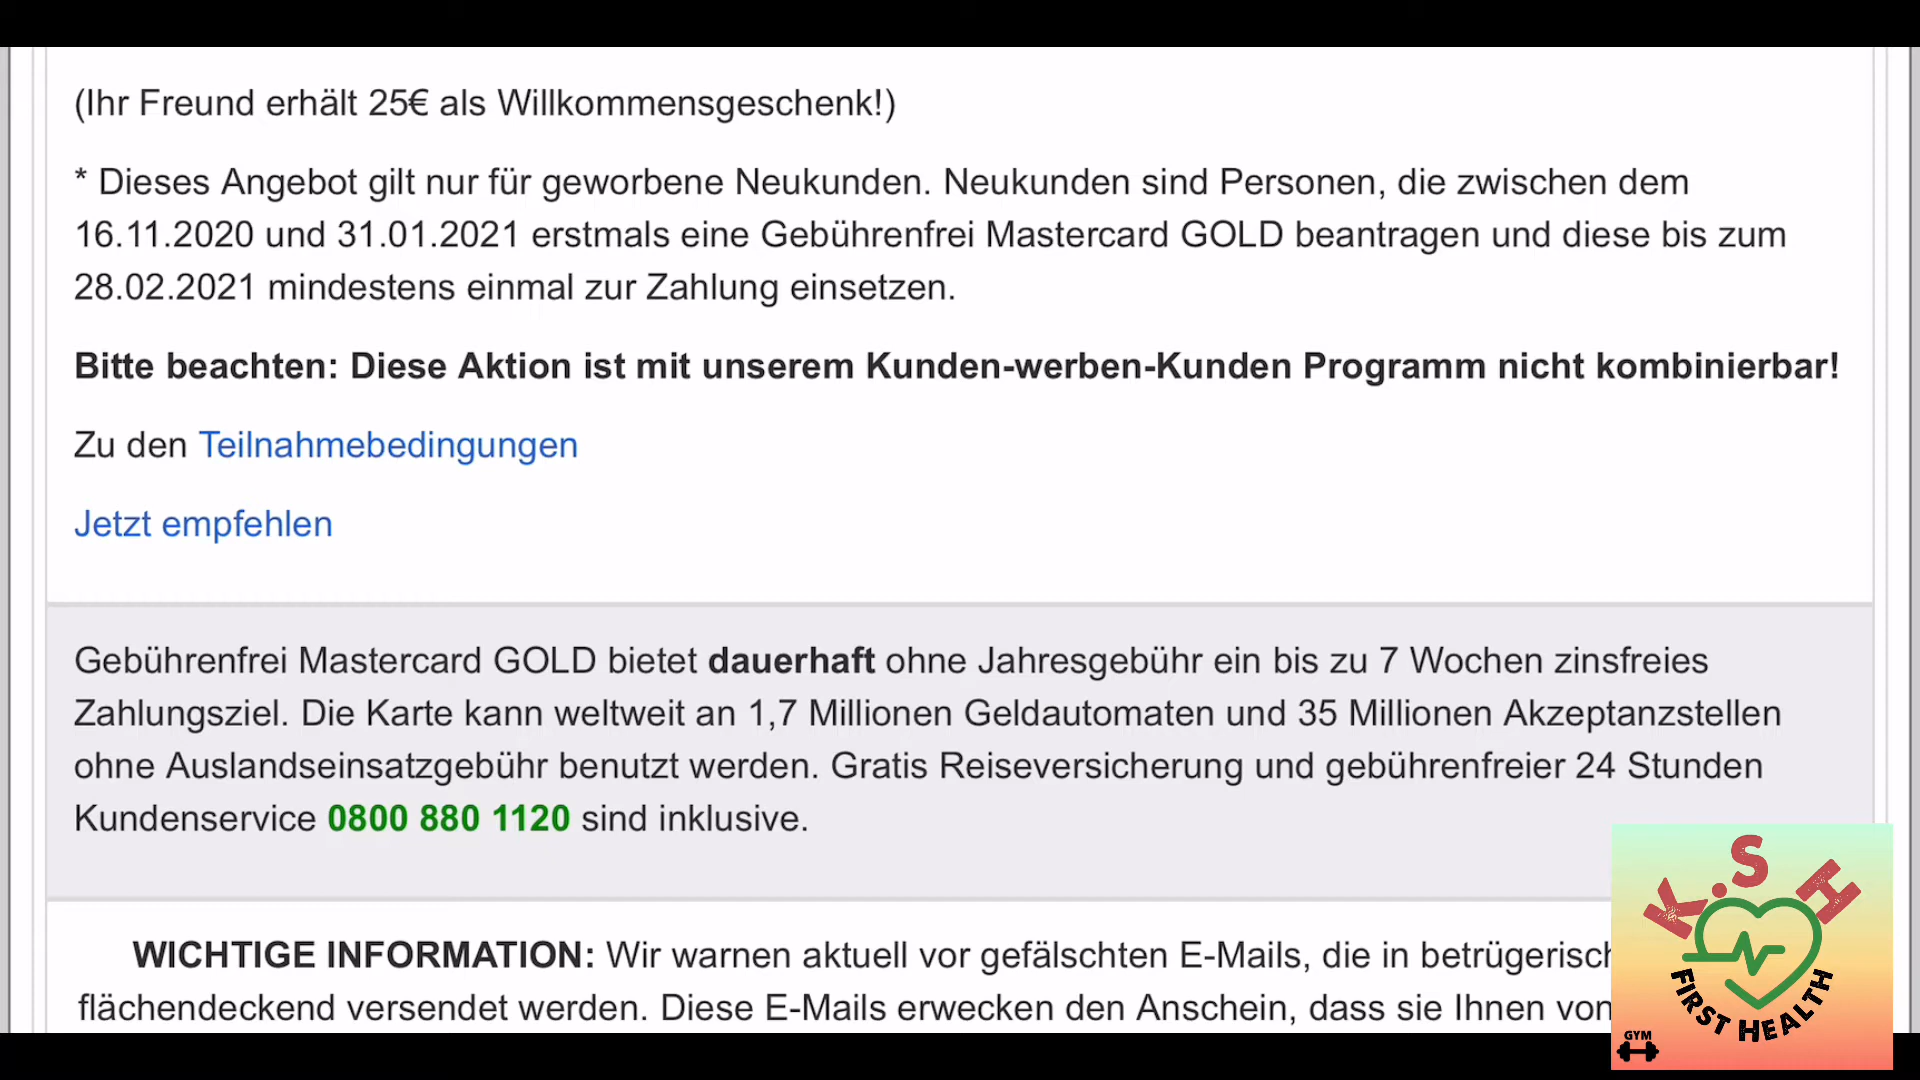 (Ihr Freund erhält 25€ als Willkommensgeschenk!)
* Dieses Angebot gilt nur für geworbene Neukunden. Neukunden sind Personen, die zwischen dem
16.11.2020 und 31.01.2021 erstmals eine Gebührenfrei Mastercard GOLD beantragen und diese bis zum
28.02.2021 mindestens einmal zur Zahlung einsetzen.
Bitte beachten: Diese Aktion ist mit unserem Kunden-werben-Kunden Programm nicht kombinierbar!
Zu den Teilnahmebedingungen
Jetzt empfehlen
Gebührenfrei Mastercard GOLD bietet dauerhaft ohne Jahresgebühr ein bis zu 7 Wochen zinsfreies
Zahlungsziel. Die Karte kann weltweit an 1,7 Millionen Geldautomaten und 35 Millionen Akzeptanzstellen
ohne Auslandseinsatzgebühr benutzt werden. Gratis Reiseversicherung und gebührenfreier 24 Stunden
Kundenservice 0800 880 1120 sind inklusive.
WICHTIGE INFORMATION: Wir warnen aktuell vor gefälschten E-Mails, die in betrügerisch
flächendeckend versendet werden. Diese E-Mails erwecken den Anschein, dass sie Ihnen von
K.SH
FIRST HEALTH
GYM